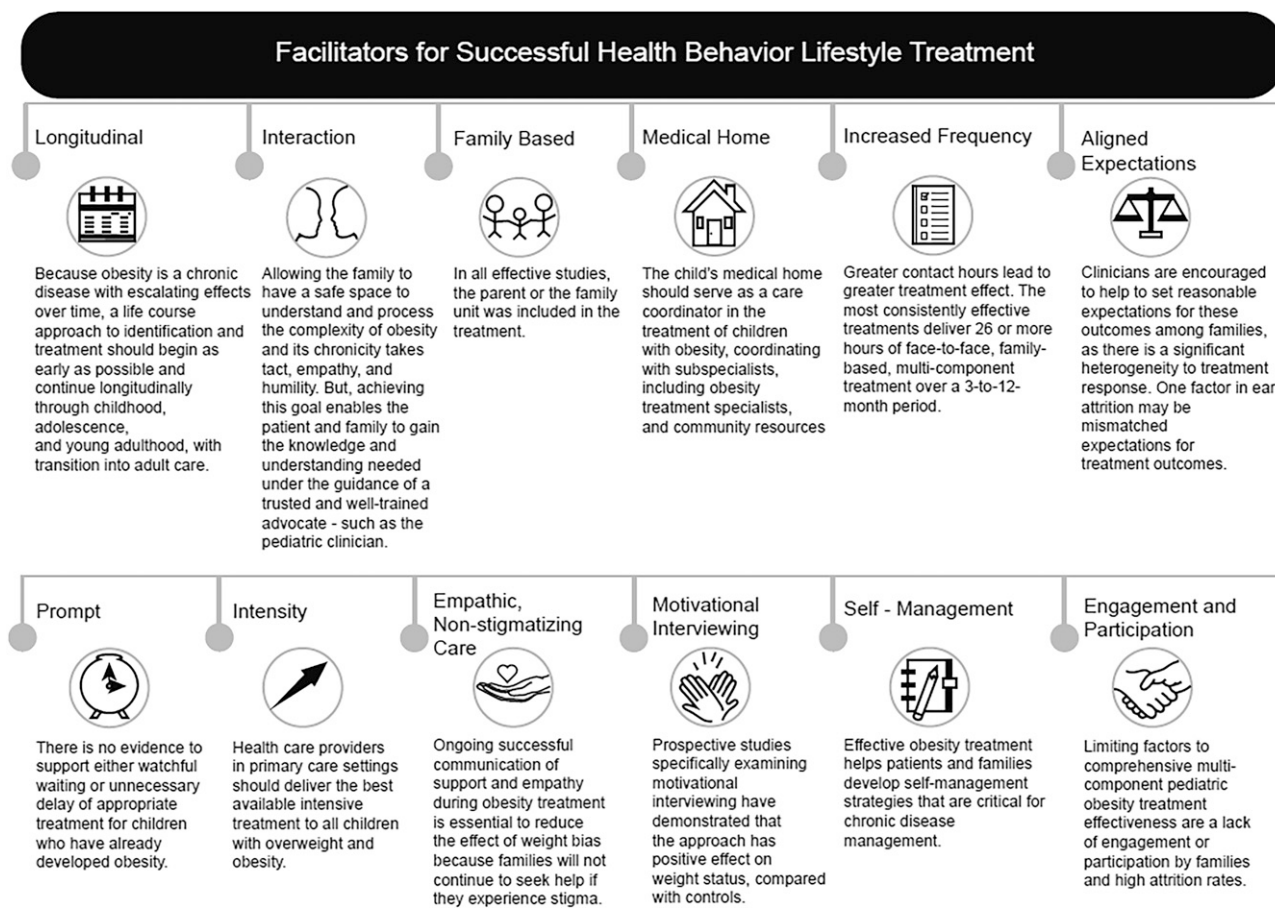 Facilitators for Successful Health Behavior Lifestyle Treatment
Longitudinal
Because obesity is a chronic
disease with escalating effects
over time, a life course
approach to identification and
treatment should begin as
early as possible and
continue longitudinally
through childhood,
adolescence,
and young adulthood, with
transition into adult care.
Interaction
Allowing the family to
have a safe space to
understand and process
the complexity of obesity
and its chronicity takes
tact, empathy, and
humility. But, achieving
this goal enables the
patient and family to gain
the knowledge and
understanding needed
under the guidance of a
trusted and well-trained
advocate - such as the
pediatric clinician.
Family Based
In all effective studies,
the parent or the family
unit was included in the
treatment.
Medical Home
The child's medical home
should serve as a care
coordinator in the
treatment of children
with obesity, coordinating
with subspecialists,
including obesity
treatment specialists,
and community resources
Increased Frequency
Greater contact hours lead to
greater treatment effect. The
most consistently effective
treatments deliver 26 or more
hours of face-to-face, family-
based, multi-component
treatment over a 3-to-12-
month period.
Aligned
Expectations
Clinicians are encouraged
to help to set reasonable
expectations for these
outcomes among families,
as there is a significant
heterogeneity to treatment
response. One factor in ear
attrition may be
mismatched
expectations for
treatment outcomes.
Prompt
There is no evidence to
support either watchful
waiting or unnecessary
delay of appropriate
treatment for children
who have already
developed obesity.
Intensity
Health care providers
in primary care settings
should deliver the best
available intensive
treatment to all children
with overweight and
obesity.
Empathic,
Non-stigmatizing
Care
Ongoing successful
communication of
support and empathy
during obesity treatment
is essential to reduce
the effect of weight bias
because families will not
continue to seek help if
they experience stigma.
Motivational
Interviewing
Prospective studies
specifically examining
motivational
interviewing have
demonstrated that
the approach has
positive effect on
weight status, compared
with controls.
Self - Management
Effective obesity treatment
helps patients and families
develop self-management
strategies that are critical for
chronic disease
management.
Engagement and
Participation
Limiting factors to
comprehensive multi-
component pediatric
obesity treatment
effectiveness are a lack
of engagement or
participation by families
and high attrition rates.